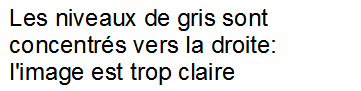 Les niveaux de gris sont
concentrés vers la droite:
l'image est trop claire